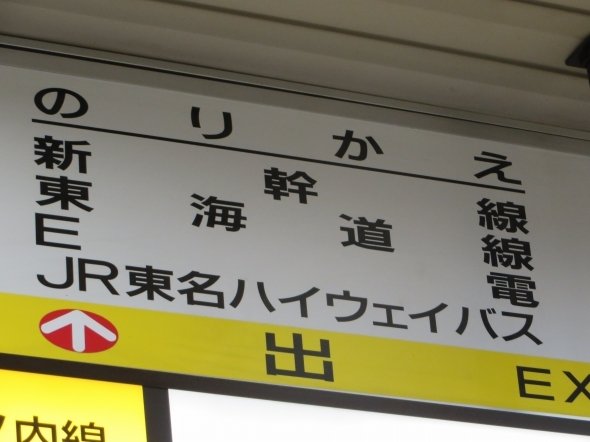 のりかえ
新幹線
東海道線
E電
JR東名ハイウェイバス
出 EX
内線